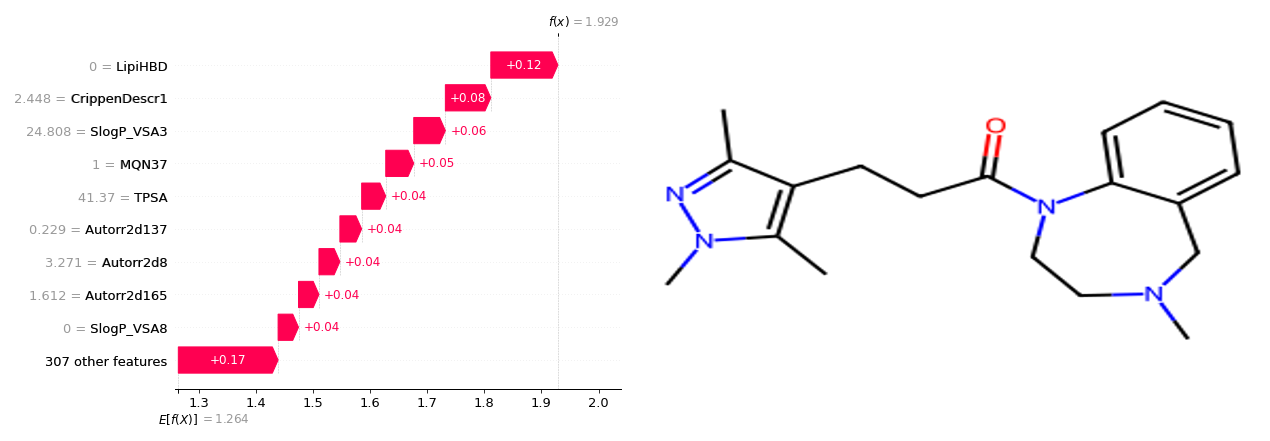 f(x) = 1.929
0 = LipiHBD
+0.12
2.448 = CrippenDescr1
+0.08
24.808 = SlogP_VSA3
+0.06
1 = MQN37
+0.05
41.37 = TPSA
+0.04
0.229 = Autorr2d137
+0.04
3.271 = Autorr2d8
+0.04
1.612 = Autorr2d165
+0.04
0 = SlogP_VSA8
+0.04
307 other features
+0.17
1.3 1.4 1.5 1.6 1.7 1.8 1.9 2.0
E[f(X)] = 1.264
O
N
N
N
N